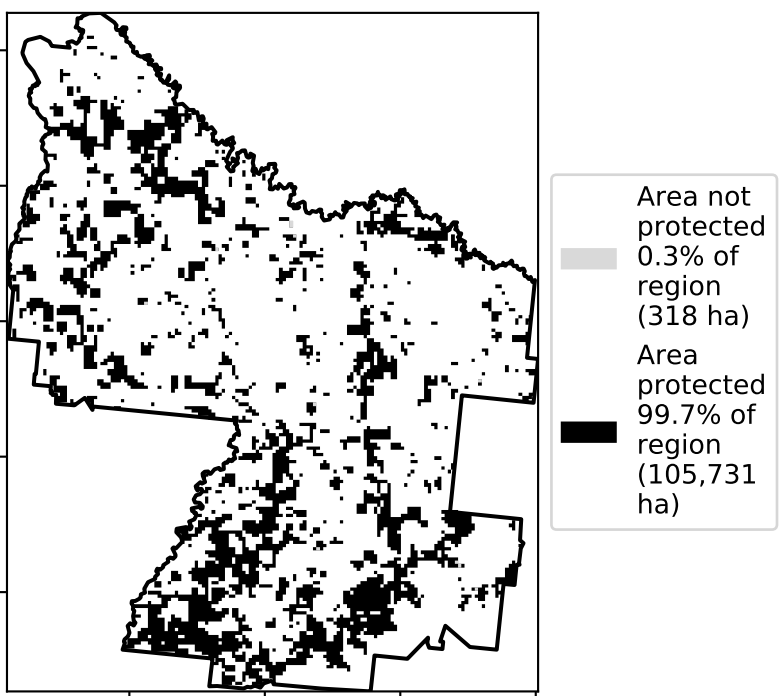 Area not
protected
0.3% of
region
(318 ha)
Area
protected
99.7% of
region
(105,731
ha)